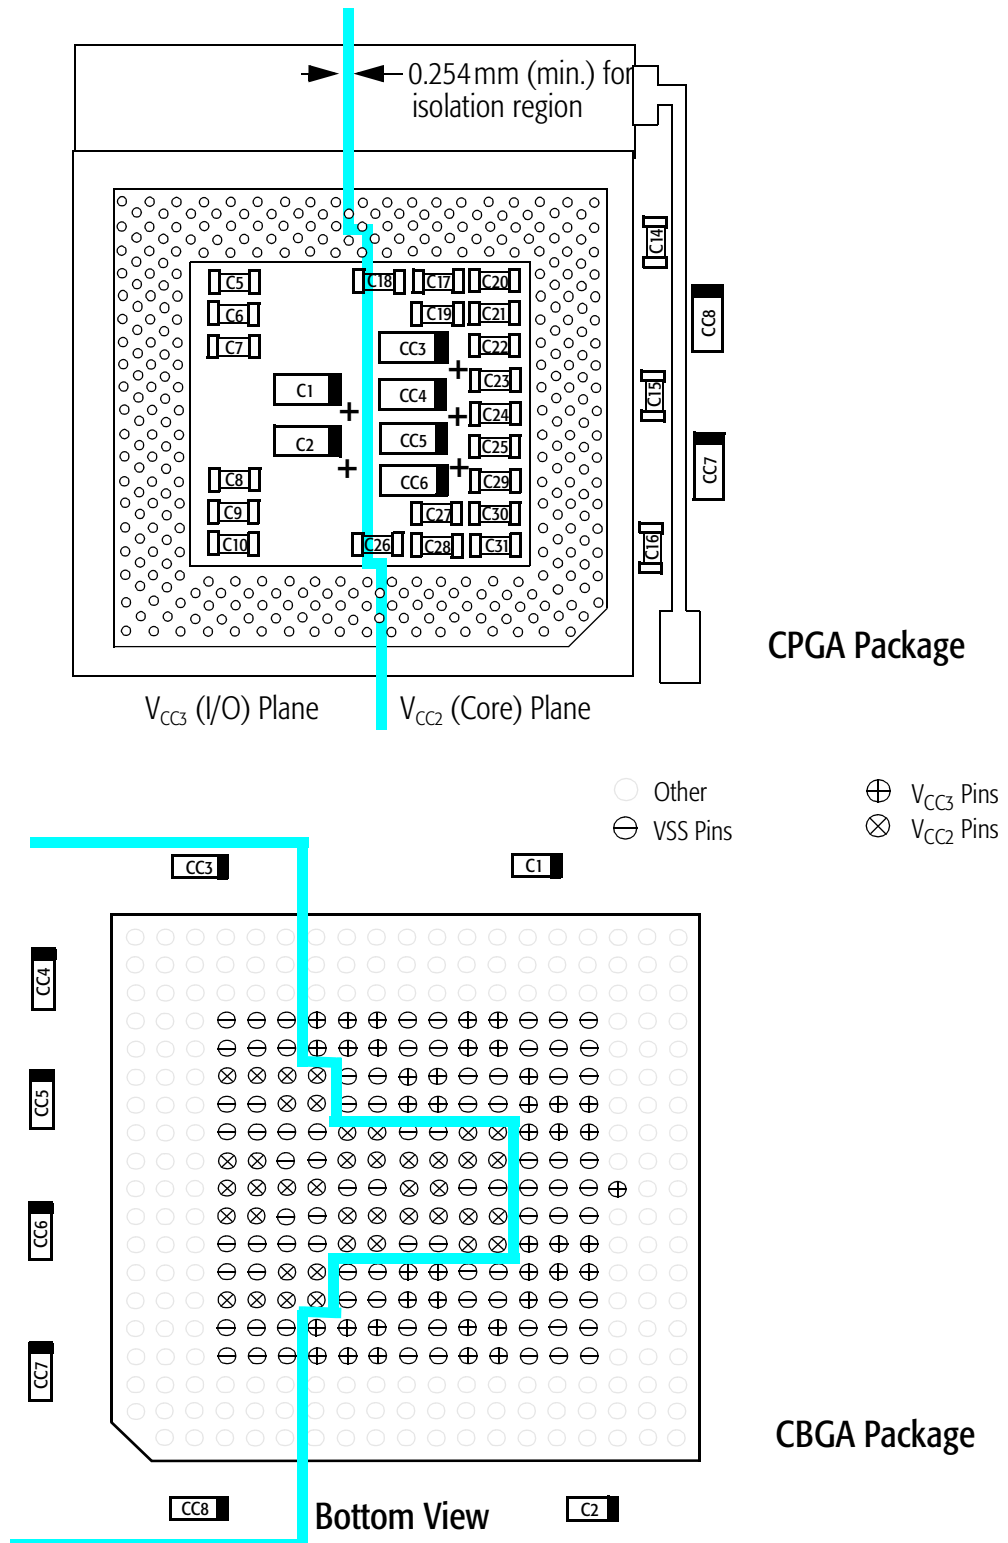 0.254 mm (min.) for
isolation region
C14
C5
C18
C17
C20
C6
C19
C21
CC8
C7
CC3
C22
C1
CC4
C23
C15
C24
C2
CC5
C25
CC7
C8
CC6
C29
C9
C27
C30
C10
C26
C28
C31
C16
CPGA Package
VCC3 (I/O) Plane
VCC2 (Core) Plane
Other
VCC3 Pins
VSS Pins
VCC2 Pins
CC3
C1
CC4
CC5
CC6
CC7
CBGA Package
CC8
Bottom View
C2